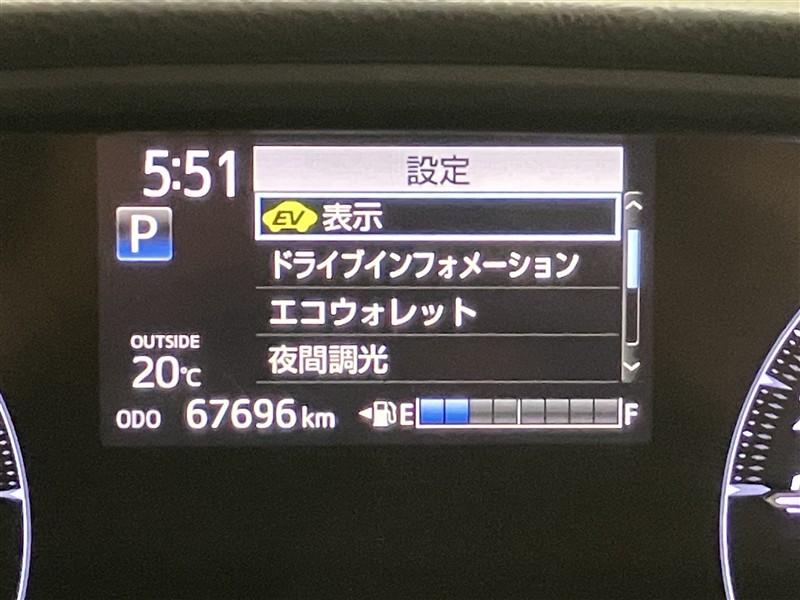 5:51
設定
P
EV 表示
ドライブインフォメーション
エコウォレット
夜間調光
OUTSIDE
20℃
ODO 67696 km
E F